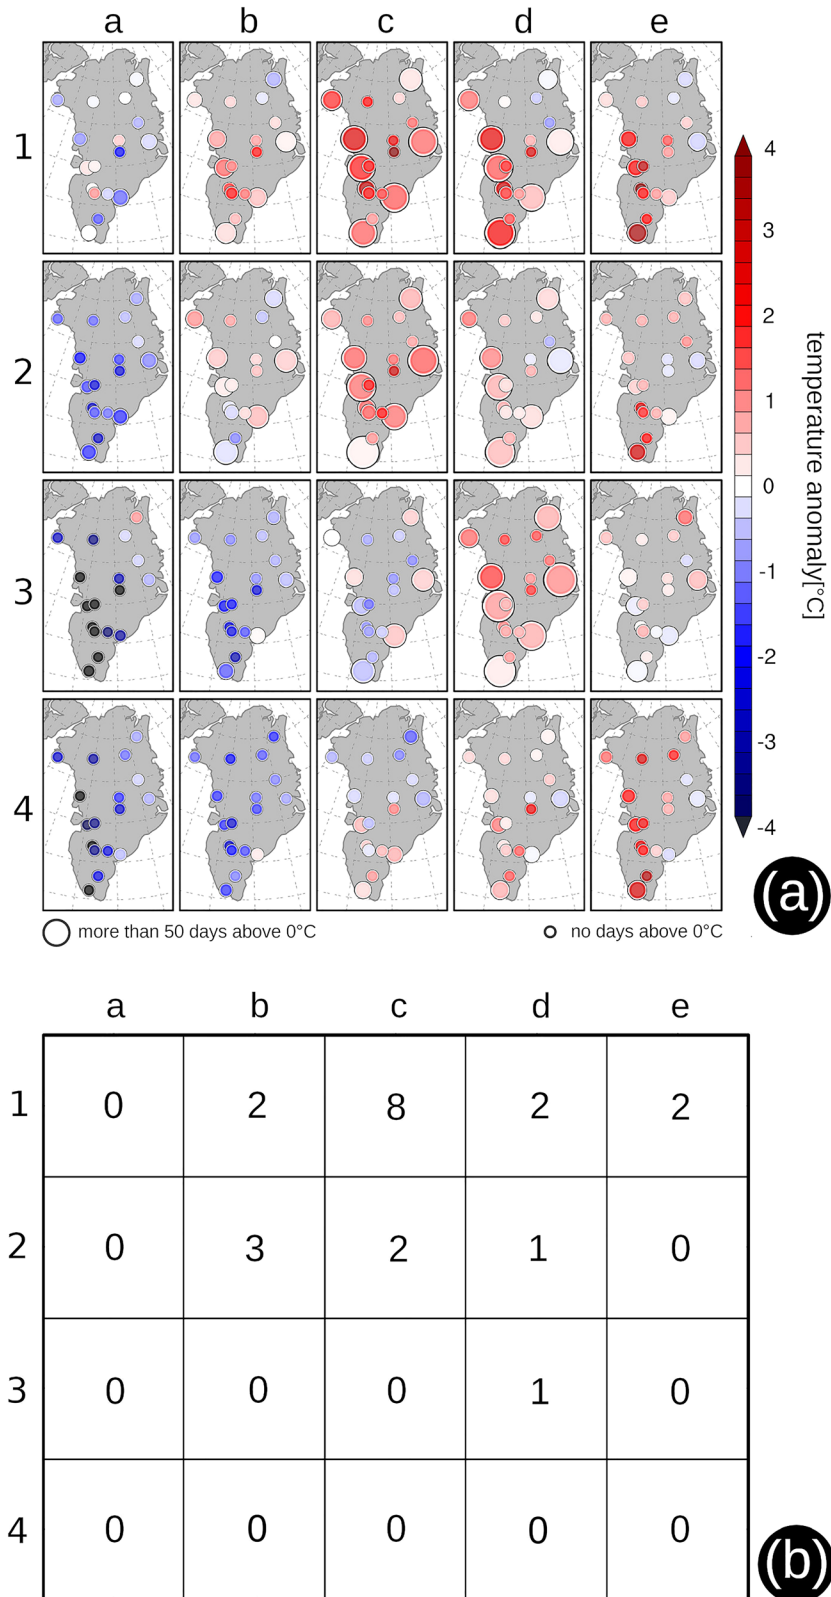 a b c d e
1
2
3
4
4
3
2
1
0
-1
-2
-3
-4
temperature anomaly[°C]
(a)
more than 50 days above 0°C
no days above 0°C
a b c d e
1 0 2 8 2 2
2 0 3 2 1 0
3 0 0 0 1 0
4 0 0 0 0 0
(b)